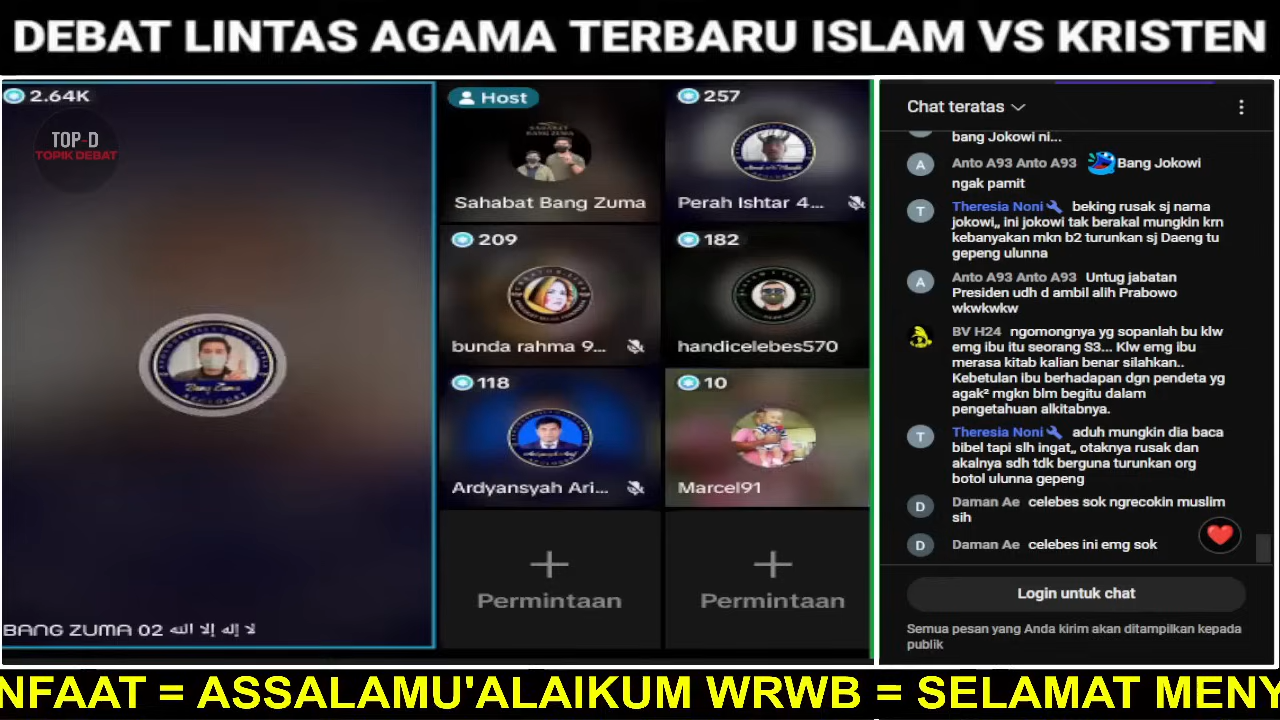 DEBAT LINTAS AGAMA TERBARU ISLAM VS KRISTEN
2.64K
TOP-D
TOPIK DEBAT
BANG ZUMA 02 لا إله إلا الله
Host
SAHABAT
BANG ZUMA
Sahabat Bang Zuma
257
Perah Ishtar 4...
209
bunda rahma 9...
182
handicelebes570
118
Ardyansyah Ari...
10
Marcel91
Bang Zuma
APOLOGET
Permintaan
Permintaan
Chat teratas
bang Jokowi ni...
A Anto A93 Anto A93 Bang Jokowi
ngak pamit
T Theresia Noni beking rusak sj nama
jokowi,, ini jokowi tak berakal mungkin krn
kebanyakan mkn b2 turunkan sj Daeng tu
gepeng ulunna
A Anto A93 Anto A93 Untug jabatan
Presiden udh d ambil alih Prabowo
wkwkwkw
BV H24 ngomongnya yg sopanlah bu klw
emg ibu itu seorang S3... Klw emg ibu
merasa kitab kalian benar silahkan..
Kebetulan ibu berhadapan dgn pendeta yg
agak² mgkn blm begitu dalam
pengetahuan alkitabnya.
T Theresia Noni aduh mungkin dia baca
bibel tapi slh ingat,, otaknya rusak dan
akalnya sdh tdk berguna turunkan org
botol ulunna gepeng
D Daman Ae celebes sok ngrecokin muslim
sih
D Daman Ae celebes ini emg sok
Login untuk chat
Semua pesan yang Anda kirim akan ditampilkan kepada
publik
NFAAT = ASSALAMU'ALAIKUM WRWB = SELAMAT MENY